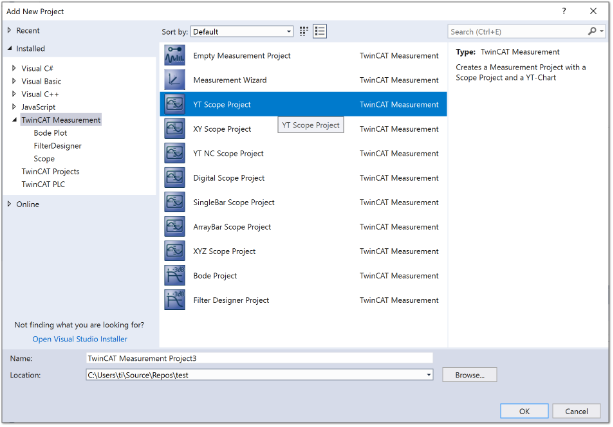 Add New Project
? ×
Recent
Installed
Visual C#
Visual Basic
Visual C++
JavaScript
TwinCAT Measurement
Bode Plot
FilterDesigner
Scope
TwinCAT Projects
TwinCAT PLC
Online
Not finding what you are looking for?
Open Visual Studio Installer
Sort by: Default
Empty Measurement Project TwinCAT Measurement
Measurement Wizard TwinCAT Measurement
YT Scope Project TwinCAT Measurement
YT Scope Project
XY Scope Project TwinCAT Measurement
YT NC Scope Project TwinCAT Measurement
Digital Scope Project TwinCAT Measurement
SingleBar Scope Project TwinCAT Measurement
ArrayBar Scope Project TwinCAT Measurement
XYZ Scope Project TwinCAT Measurement
Bode Project TwinCAT Measurement
Filter Designer Project TwinCAT Measurement
Search (Ctrl+E)
Type: TwinCAT Measurement
Creates a Measurement Project with a
Scope Project and a YT-Chart
Name: TwinCAT Measurement Project3
Location: C:\Users\ti\Source\Repos\test
Browse...
OK Cancel